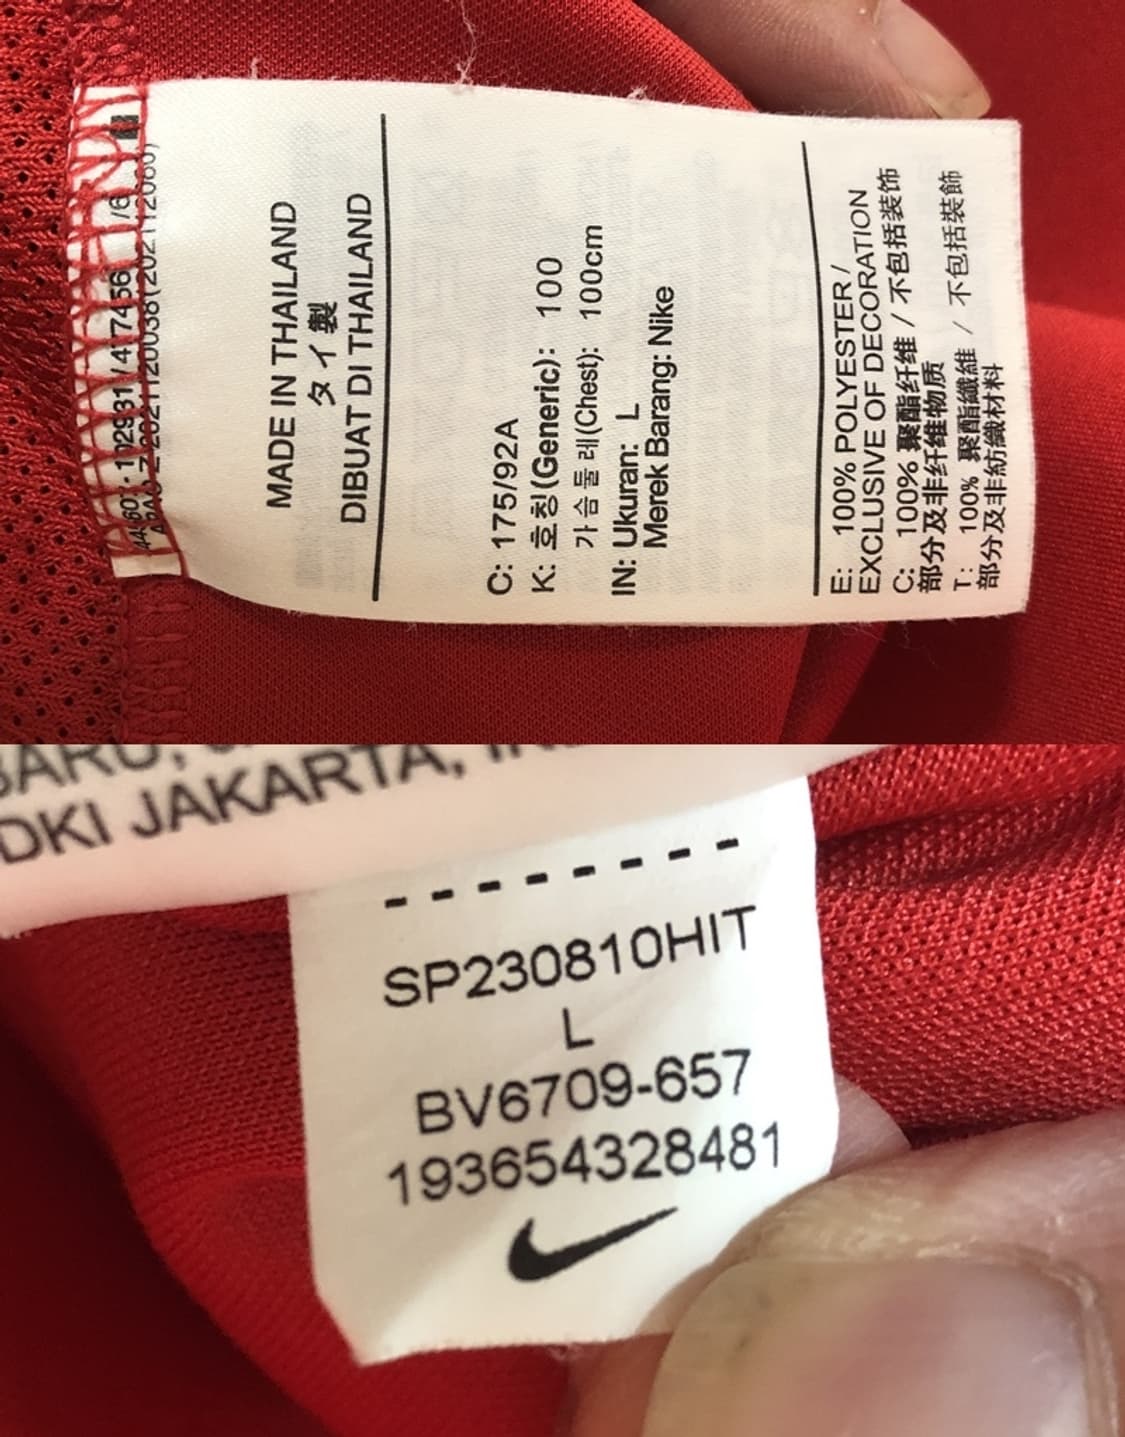 MADE IN THAILAND
タイ製
DIBUAT DI THAILAND
C: 175/92A
K: 호칭(Generic): 100
가슴둘레(Chest): 100cm
IN: Ukuran: L
Merek Barang: Nike
E: 100% POLYESTER /
EXCLUSIVE OF DECORATION
C: 100% 聚酯纤维 / 不包括装饰
部分及非纤维物质
T: 100% 聚酯纖維 / 不包括裝飾
部分及非紡織材料
DKI JAKARTA,
SP230810HIT
L
BV6709-657
193654328481